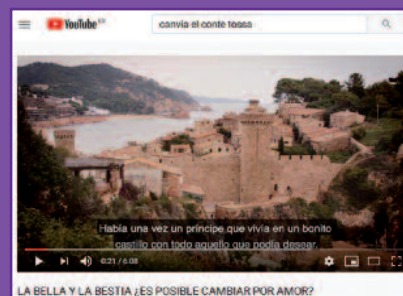 YouTube ES
canvia el conte tossa
Había una vez un príncipe que vivía en un bonito
castillo con todo aquello que podía desear.
0:21 / 6:08
LA BELLA Y LA BESTIA ¿ES POSIBLE CAMBIAR POR AMOR?